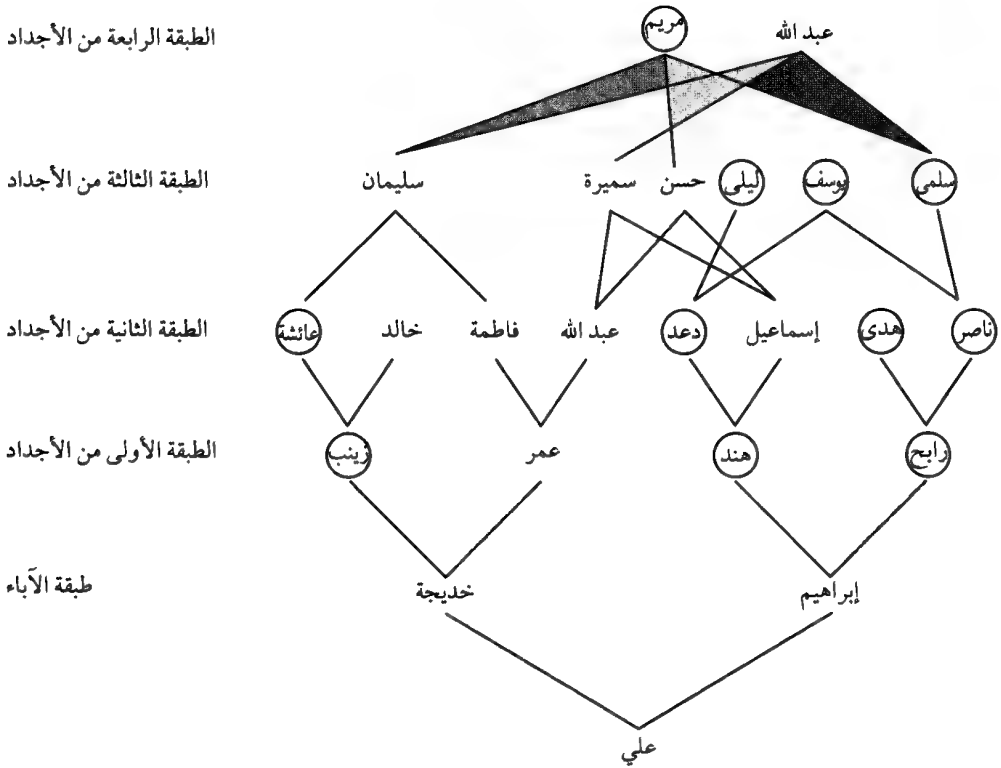 الطبقة الرابعة من الأجداد
عبد الله
مريم
الطبقة الثالثة من الأجداد
سلمى
يوسف
ليلى
حسن
سميرة
سليمان
الطبقة الثانية من الأجداد
ناصر
هدى
إسماعيل
دعد
عبد الله
فاطمة
خالد
عائشة
الطبقة الأولى من الأجداد
رابح
هند
عمر
زينب
طبقة الآباء
إبراهيم
خديجة
علي